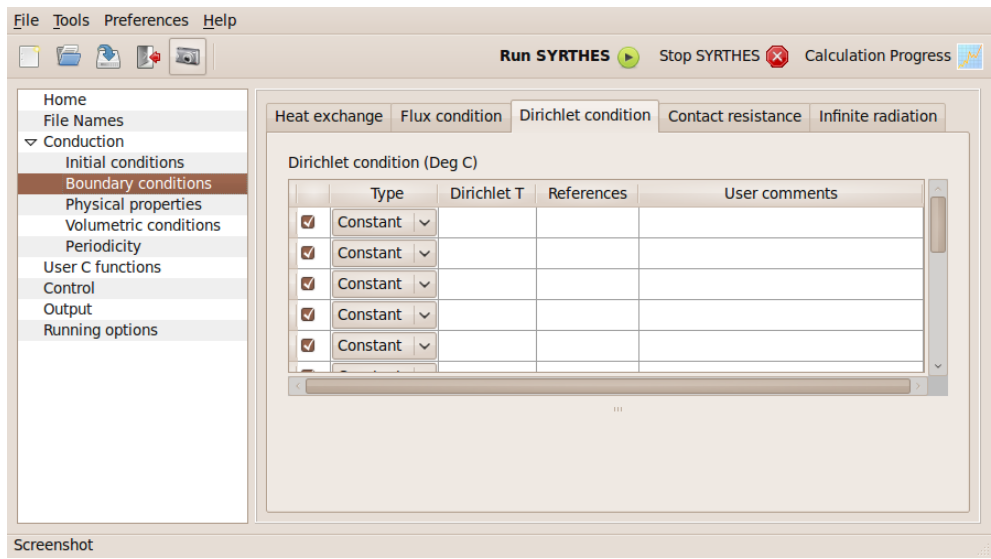 File Tools Preferences Help
Run SYRTHES Stop SYRTHES Calculation Progress
Home
File Names
Conduction
Initial conditions
Boundary conditions
Physical properties
Volumetric conditions
Periodicity
User C functions
Control
Output
Running options
Heat exchange Flux condition Dirichlet condition Contact resistance Infinite radiation
Dirichlet condition (Deg C)
Type Dirichlet T References User comments
Constant
Constant
Constant
Constant
Constant
Screenshot